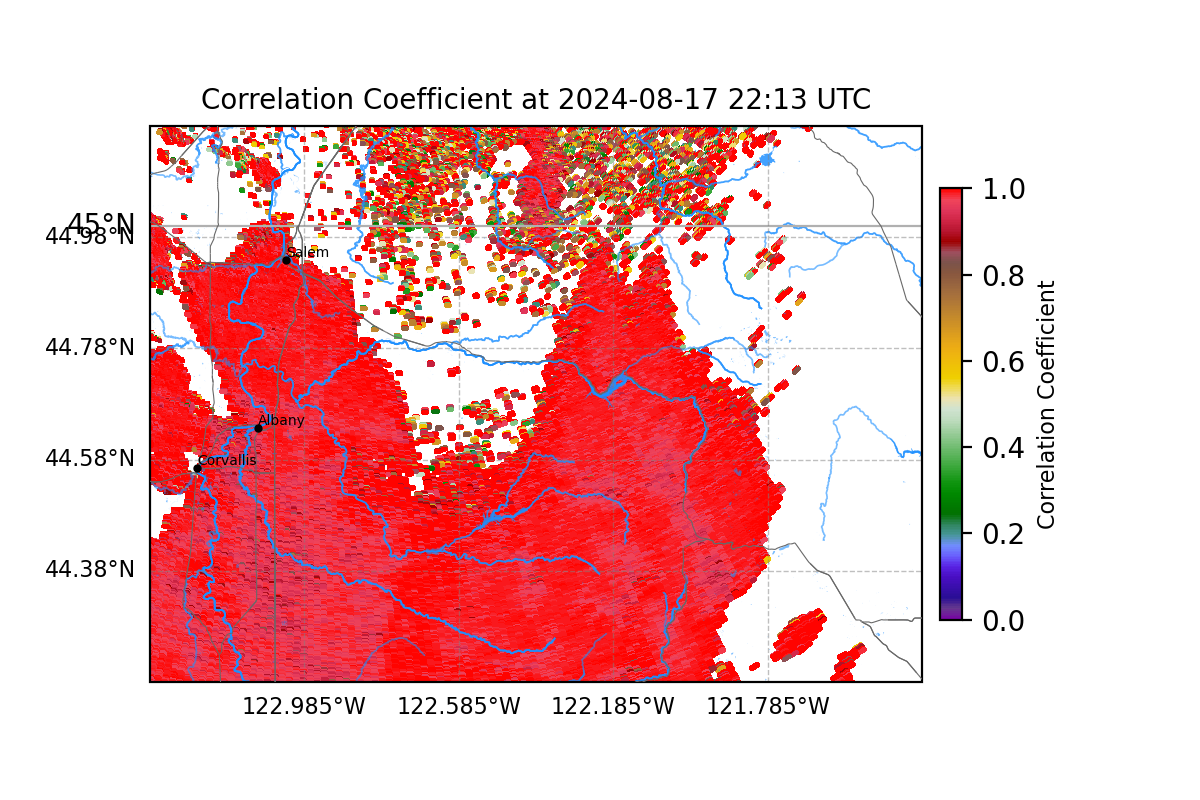 Correlation Coefficient at 2024-08-17 22:13 UTC
45°N
44.98°N
44.78°N
44.58°N
44.38°N
Salem
Albany
Corvallis
122.985°W
122.585°W
122.185°W
121.785°W
1.0
0.8
0.6
0.4
0.2
0.0
Correlation Coefficient